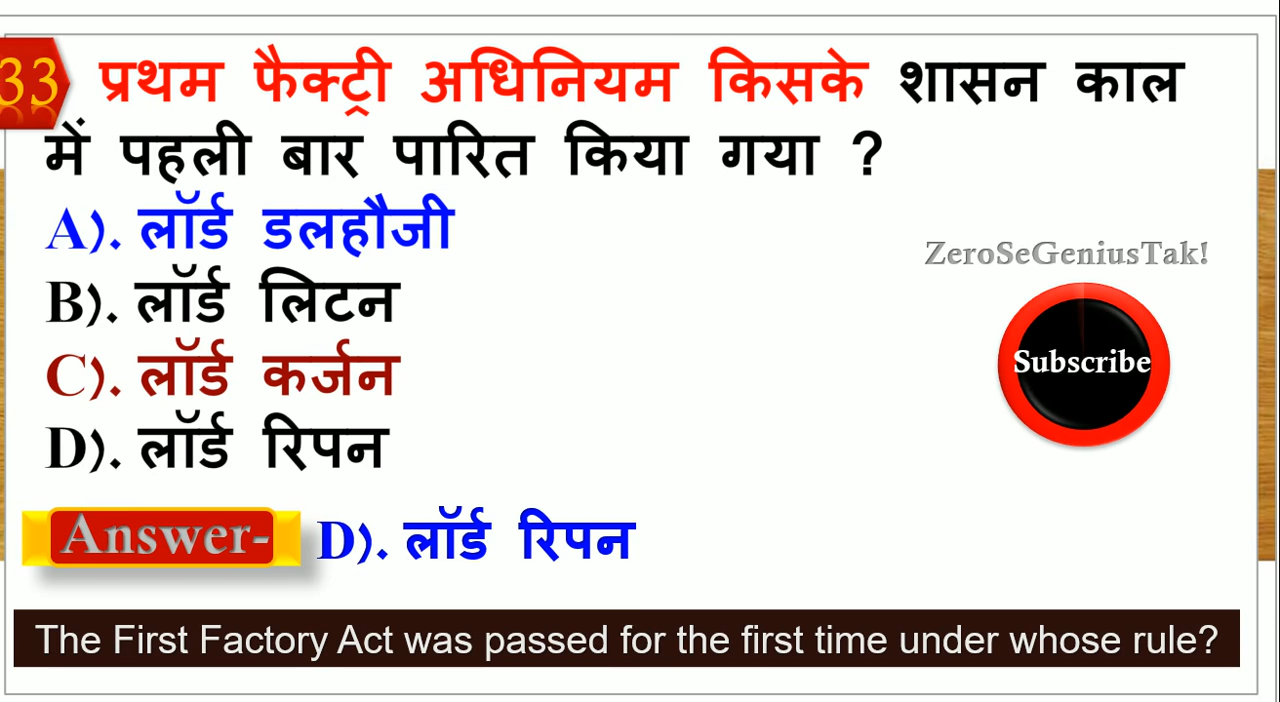 33 प्रथम फैक्ट्री अधिनियम किसके शासन काल
में पहली बार पारित किया गया ?
A). लॉर्ड डलहौजी
B). लॉर्ड लिटन
C). लॉर्ड कर्जन
D). लॉर्ड रिपन
ZeroSeGeniusTak!
Subscribe
Answer- D). लॉर्ड रिपन
The First Factory Act was passed for the first time under whose rule?